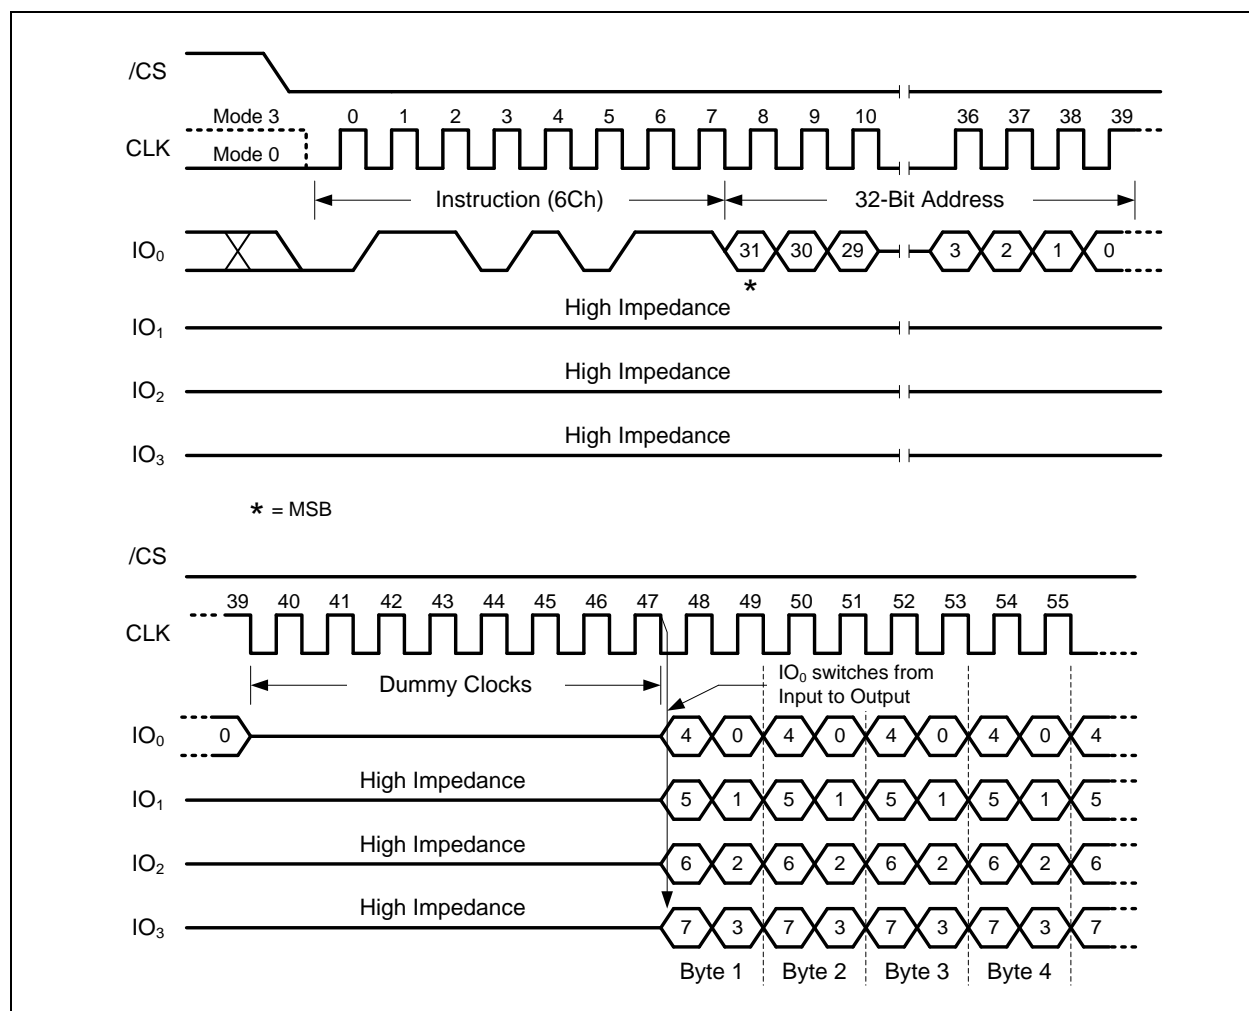 /CS
Mode 3 0 1 2 3 4 5 6 7 8 9 10 36 37 38 39
CLK
Mode 0
Instruction (6Ch) 32-Bit Address
IO0 31 30 29 3 2 1 0
*
High Impedance
IO1
High Impedance
IO2
High Impedance
IO3
* = MSB
/CS
39 40 41 42 43 44 45 46 47 48 49 50 51 52 53 54 55
CLK
Dummy Clocks
IO0 switches from
Input to Output
IO0 0 4 0 4 0 4 0 4 0 4
High Impedance
IO1 5 1 5 1 5 1 5 1 5
High Impedance
IO2 6 2 6 2 6 2 6 2 6
High Impedance
IO3 7 3 7 3 7 3 7 3 7
Byte 1 Byte 2 Byte 3 Byte 4